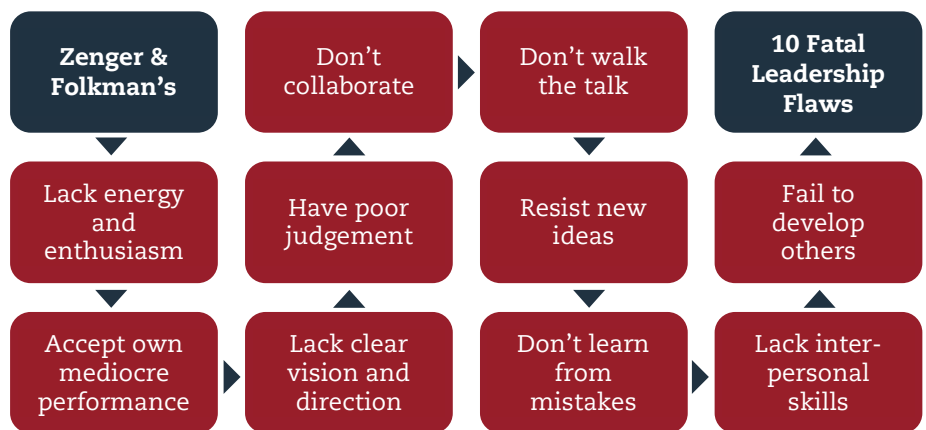 Zenger &
Folkman's
Lack energy
and
enthusiasm
Accept own
mediocre
performance
Lack clear
vision and
direction
Have poor
judgement
Don't
collaborate
Don't walk
the talk
Resist new
ideas
Don't learn
from
mistakes
Lack inter-
personal
skills
Fail to
develop
others
10 Fatal
Leadership
Flaws